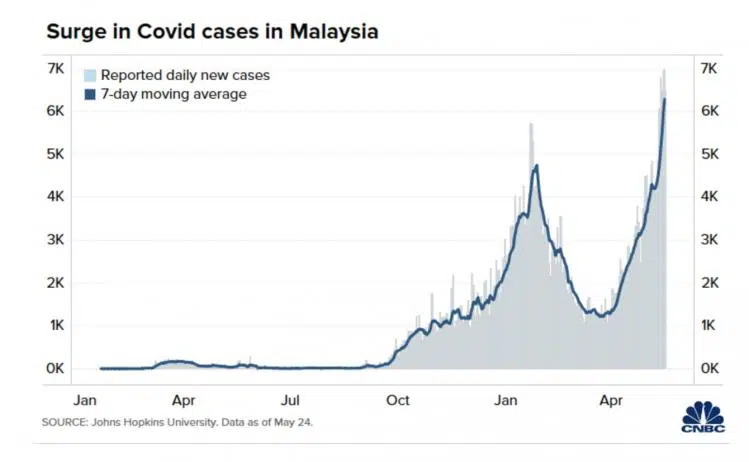 Surge in Covid cases in Malaysia
7K 7K
Reported daily new cases
7-day moving average
6K 6K
5K 5K
4K 4K
3K 3K
2K 2K
1K 1K
0K 0K
Jan Apr Jul Oct Jan Apr
SOURCE: Johns Hopkins University. Data as of May 24.
CNBC